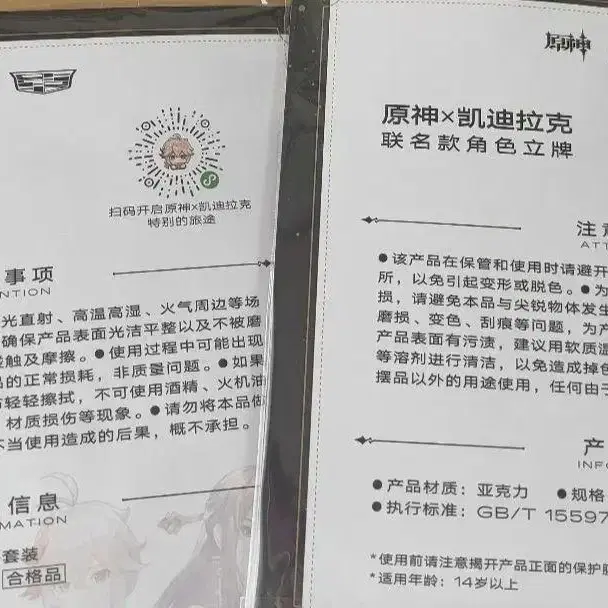 扫码开启原神×凯迪拉克
特别的旅途
事项
NTION
光直射、高温高湿、火气周边等场
确保产品表面光洁平整以及不被磨
触及摩擦。●使用过程中可能出现
的正常损耗，非质量问题。●如果
轻轻擦拭，不可使用酒精、火机油
材质损伤等现象。●请勿将本品做
不当使用造成的后果，概不承担。
信息
MATION
套装
合格品
原神
原神×凯迪拉克
联名款角色立牌
注意
ATT
●该产品在保管和使用时请避开
所，以免引起变形或脱色。●为
损，请避免本品与尖锐物体发生
磨损、变色、刮痕等问题，为产
产品表面有污渍，建议用软质温
等溶剂进行清洁，以免造成掉色
摆品以外的用途使用，任何由于
产
INFO
●产品材质：亚克力 ●规格
●执行标准：GB/T 15597
*使用前请注意揭开产品正面的保护膜
*适用年龄：14岁以上